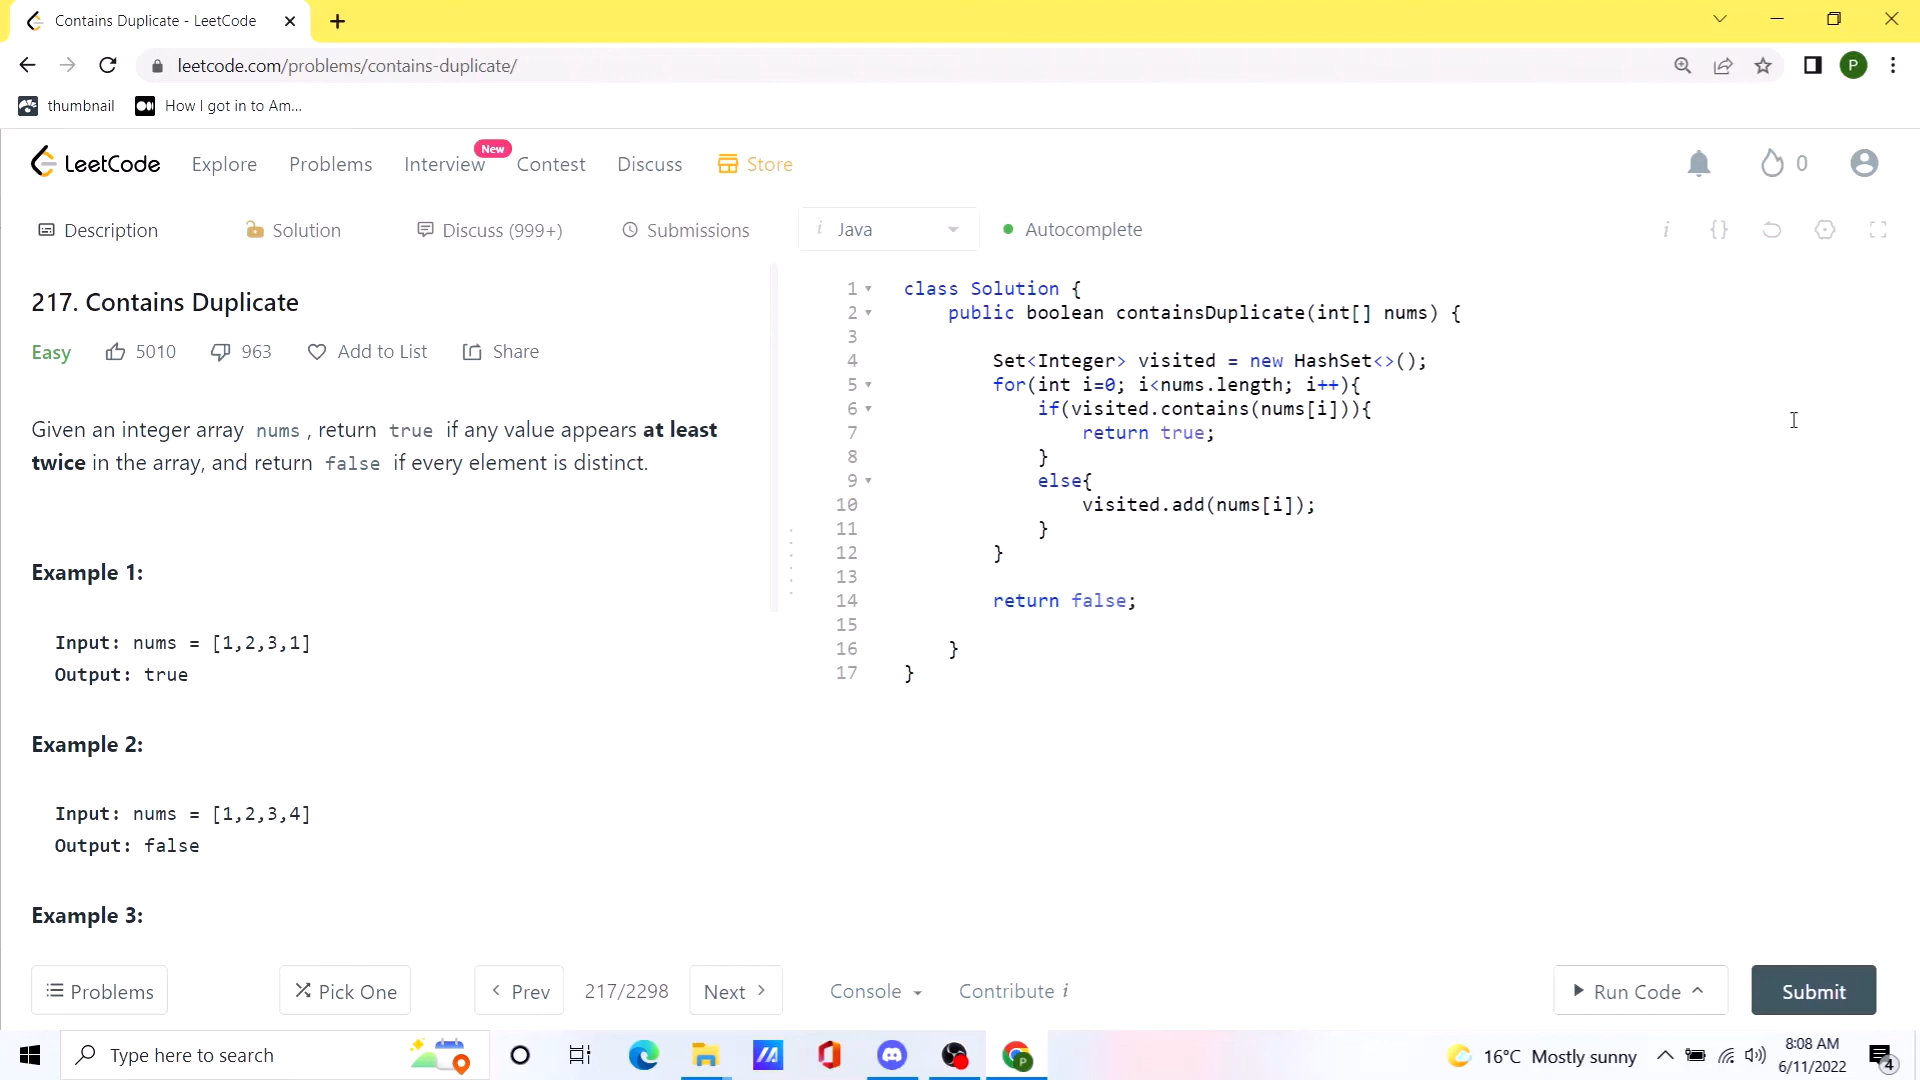 Contains Duplicate - LeetCode
leetcode.com/problems/contains-duplicate/
P
thumbnail
How I got in to Am...
LeetCode
Explore
Problems
Interview
New
Contest
Discuss
Store
0
Description
Solution
Discuss (999+)
Submissions
i Java
Autocomplete
i {}
217. Contains Duplicate
Easy
5010
963
Add to List
Share
Given an integer array nums , return true if any value appears at least
twice in the array, and return false if every element is distinct.
Example 1:
Input: nums = [1,2,3,1]
Output: true
Example 2:
Input: nums = [1,2,3,4]
Output: false
Example 3:
1 class Solution {
2 public boolean containsDuplicate(int[] nums) {
3
4 Set<Integer> visited = new HashSet<>();
5 for(int i=0; i<nums.length; i++){
6 if(visited.contains(nums[i])){
7 return true;
8 }
9 else{
10 visited.add(nums[i]);
11 }
12 }
13
14 return false;
15
16 }
17 }
Problems
Pick One
Prev
217/2298
Next
Console
Contribute i
Run Code
Submit
Type here to search
16°C Mostly sunny
8:08 AM
6/11/2022
4